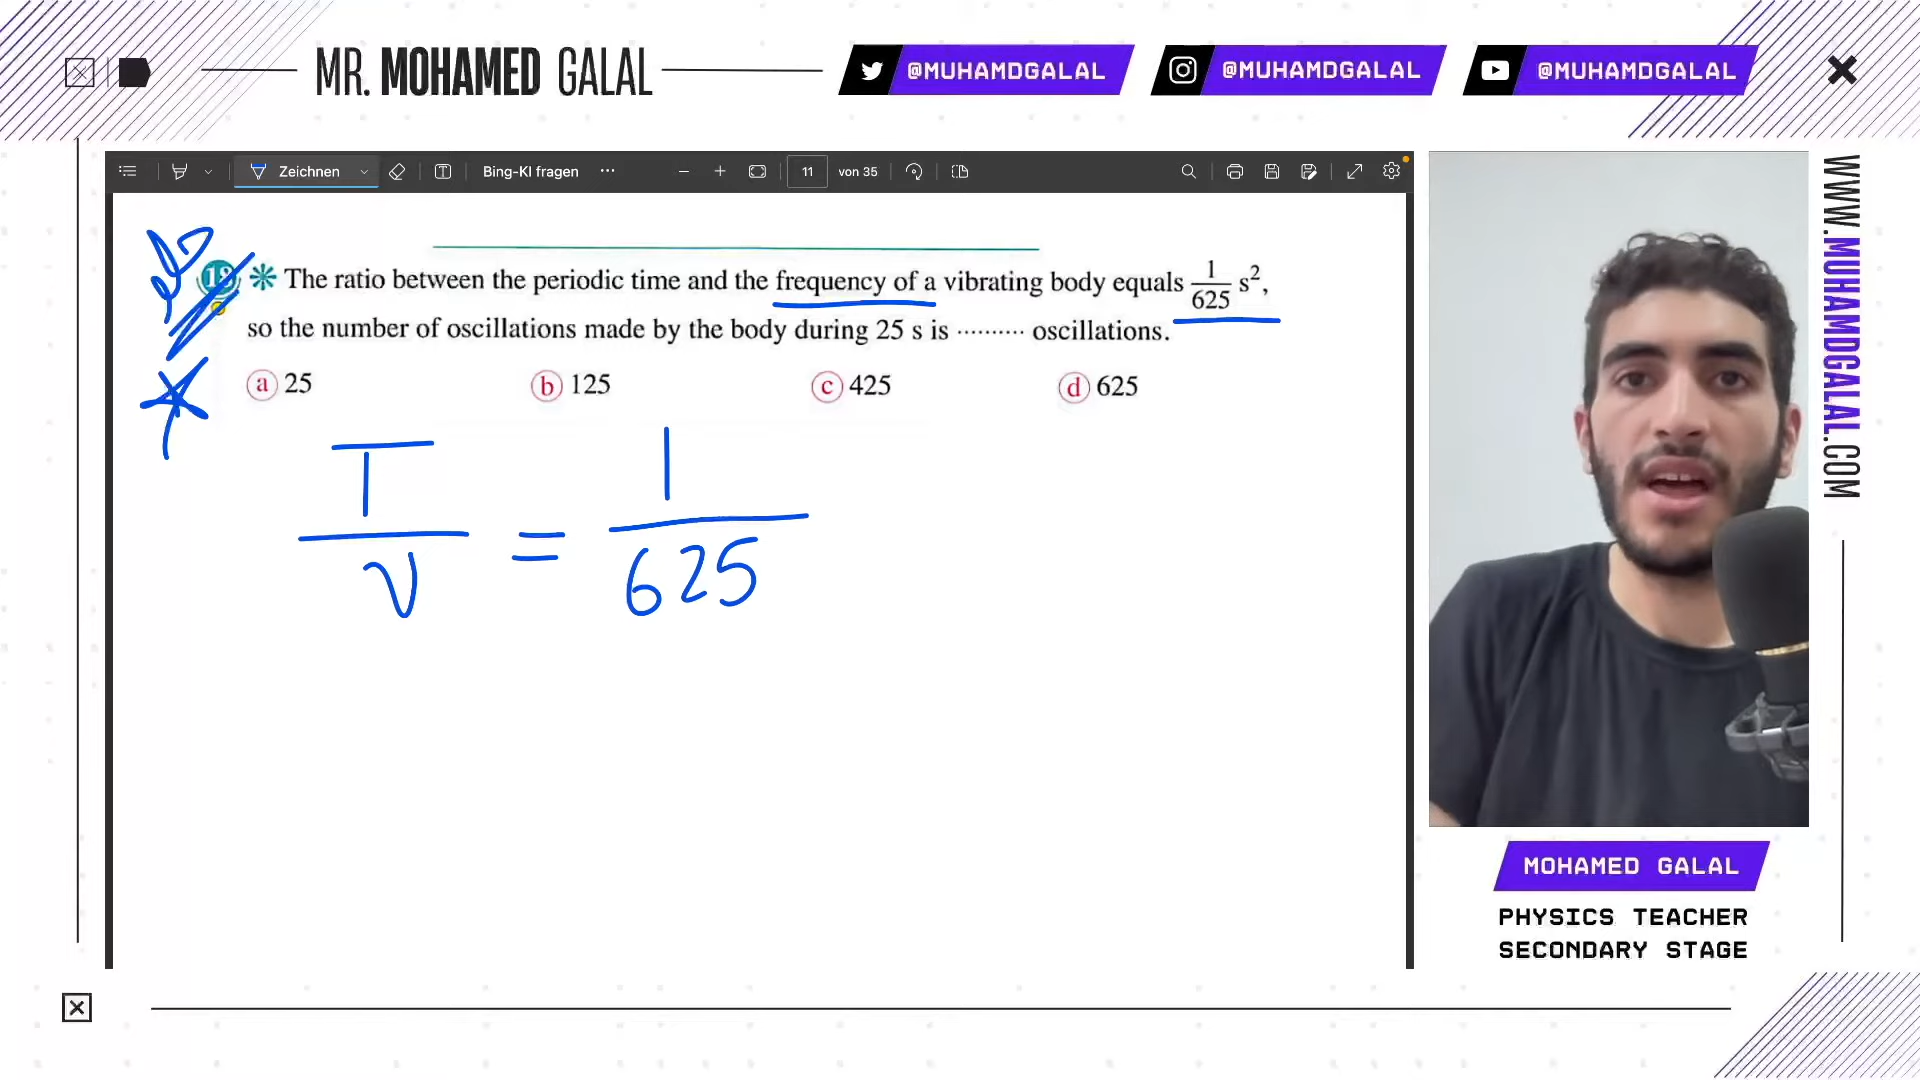 MR. MOHAMED GALAL
@MUHAMDGALAL
@MUHAMDGALAL
@MUHAMDGALAL
Zeichnen
Bing-KI fragen
11
von 35
18 The ratio between the periodic time and the frequency of a vibrating body equals 1/625 s²,
so the number of oscillations made by the body during 25 s is ·········· oscillations.
ⓐ 25
ⓑ 125
ⓒ 425
ⓓ 625
T/ν = 1/625
WWW.MUHAMDGALAL.COM
MOHAMED GALAL
PHYSICS TEACHER
SECONDARY STAGE